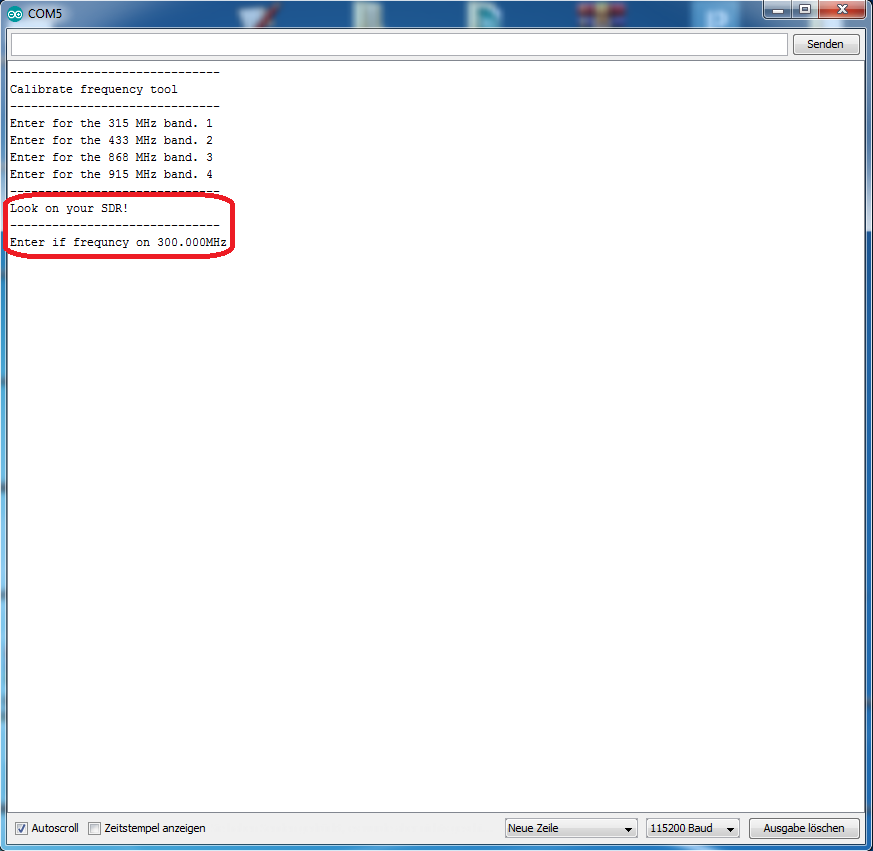 COM5
Senden
------------------------------
Calibrate frequency tool
------------------------------
Enter for the 315 MHz band. 1
Enter for the 433 MHz band. 2
Enter for the 868 MHz band. 3
Enter for the 915 MHz band. 4
------------------------------
Look on your SDR!
------------------------------
Enter if frequncy on 300.000MHz
Autoscroll Zeitstempel anzeigen Neue Zeile 115200 Baud Ausgabe löschen